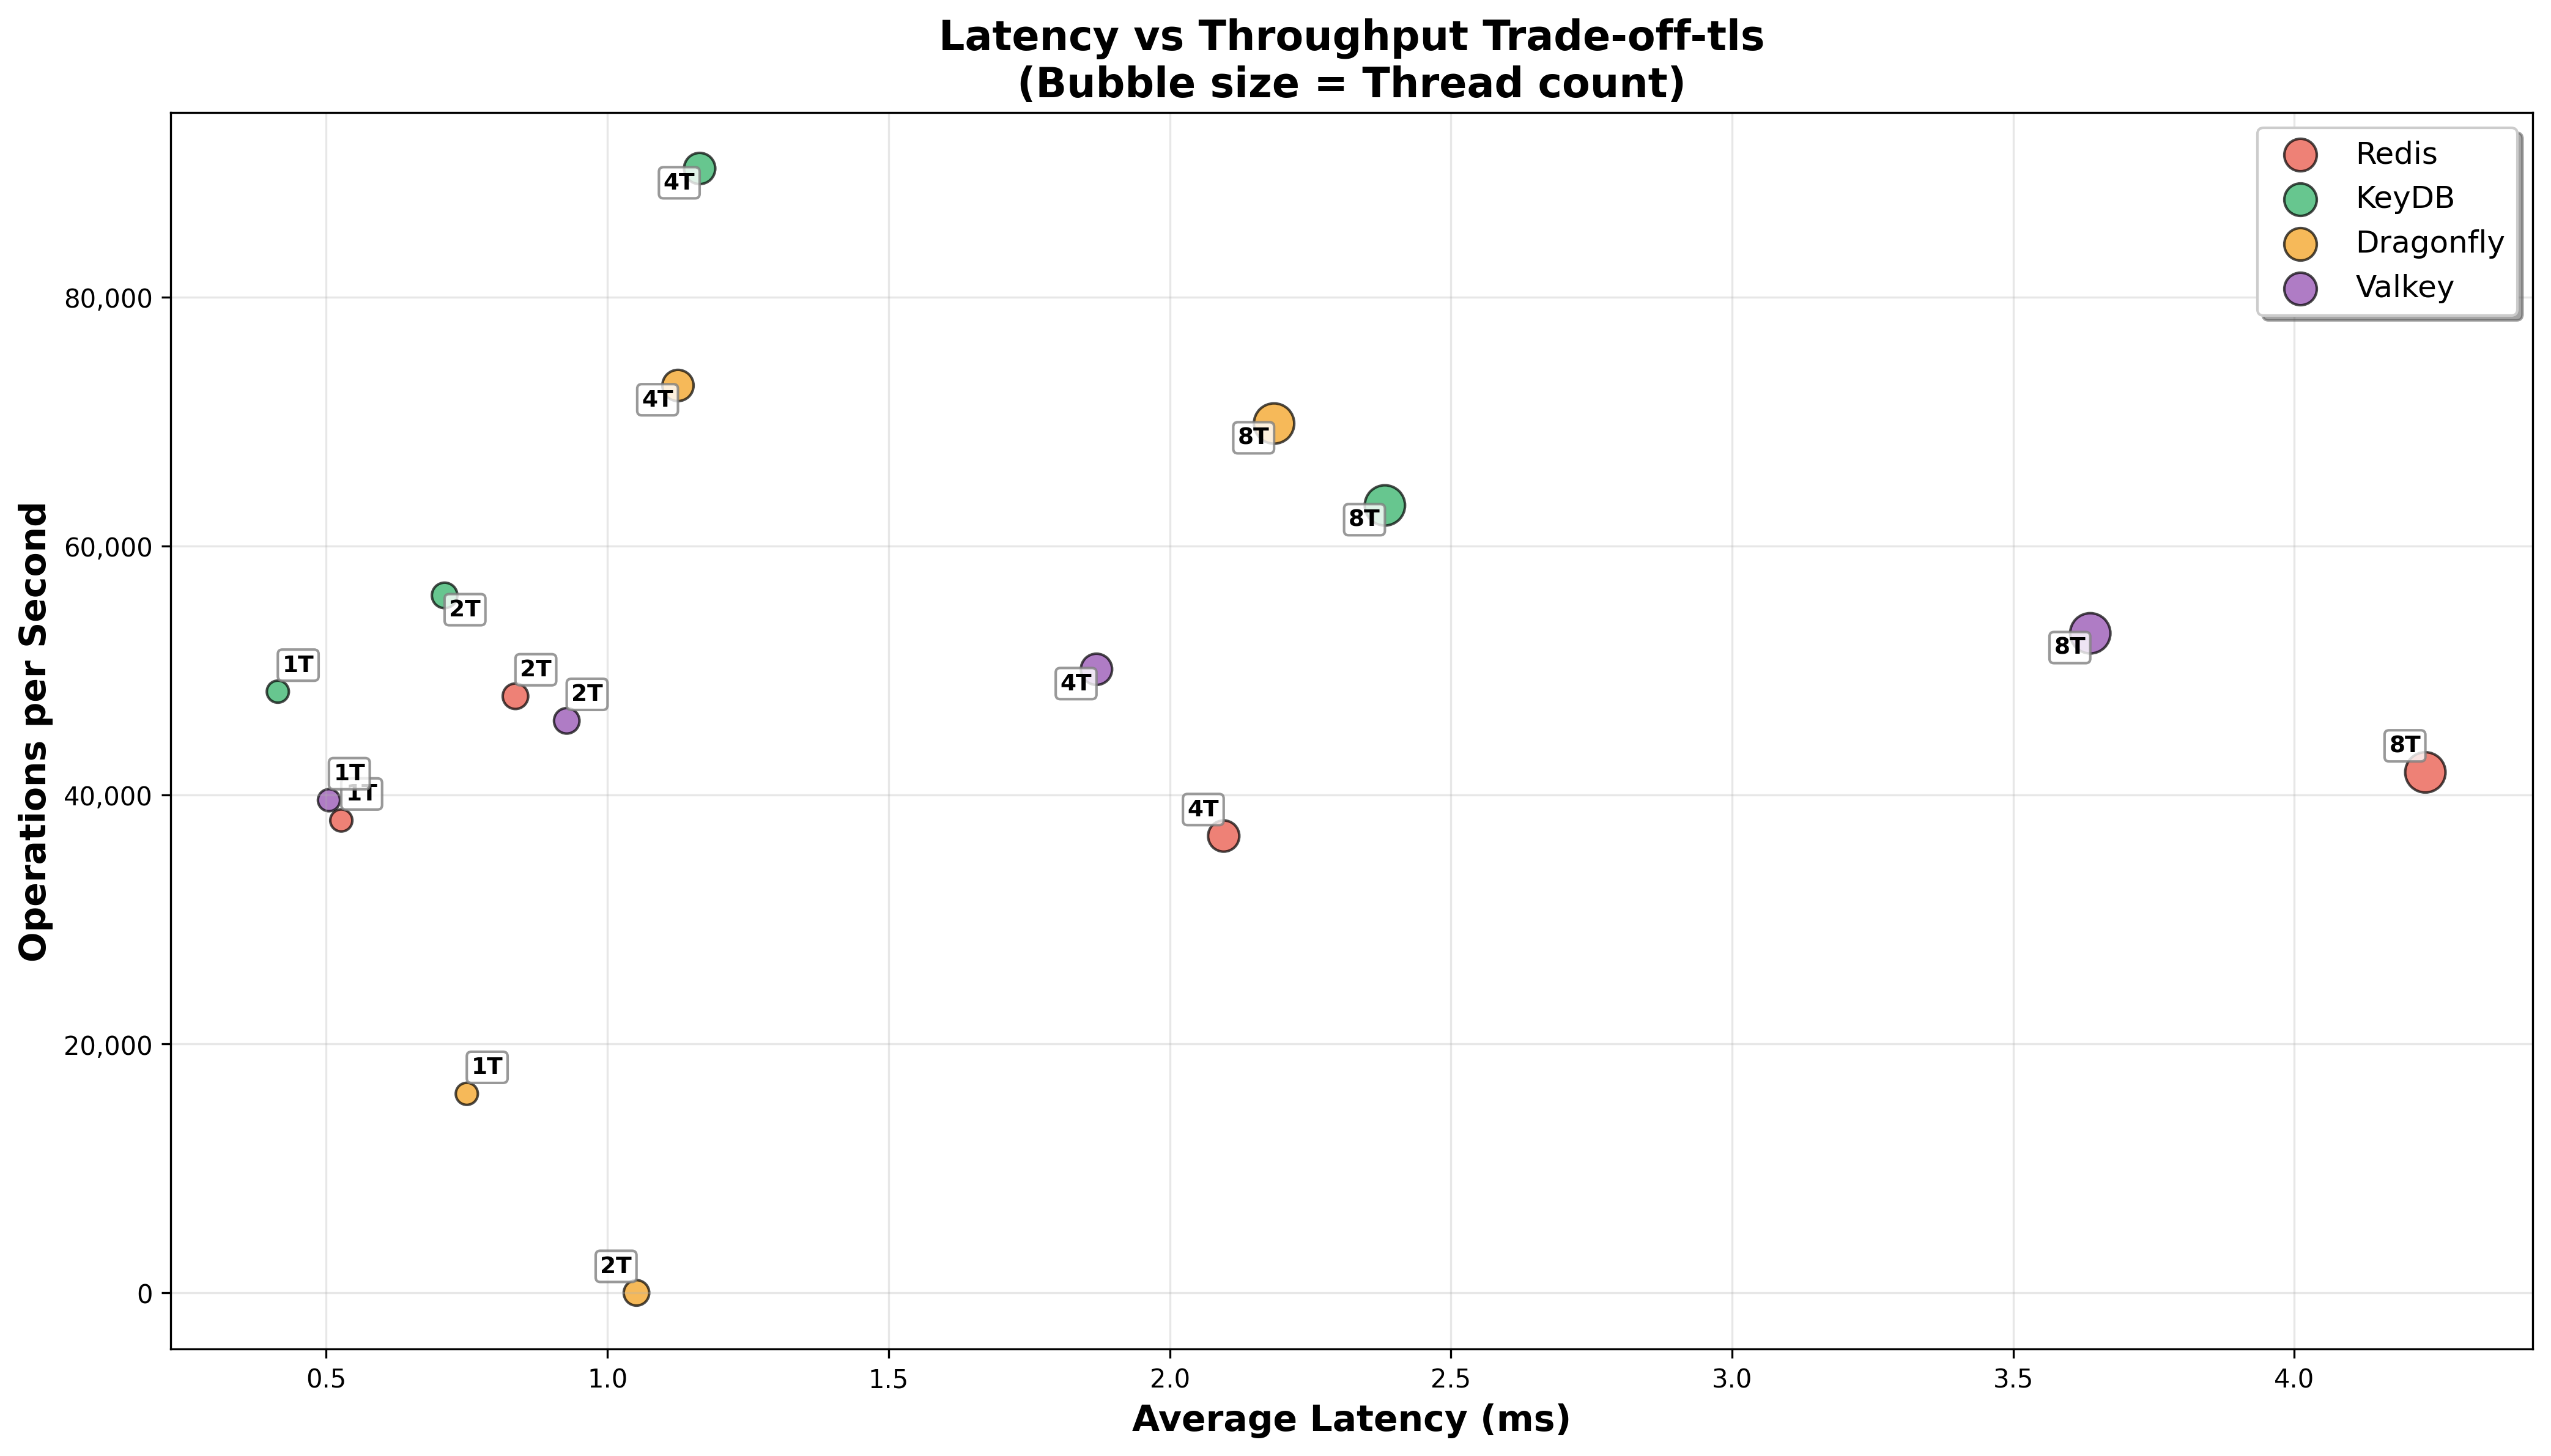 Latency vs Throughput Trade-off-tls
(Bubble size = Thread count)
Redis
KeyDB
Dragonfly
Valkey
Operations per Second
80,000
60,000
40,000
20,000
0
4T
4T
8T
8T
2T
8T
1T
2T
2T
4T
8T
1T
1T
4T
1T
2T
0.5
1.0
1.5
2.0
2.5
3.0
3.5
4.0
Average Latency (ms)